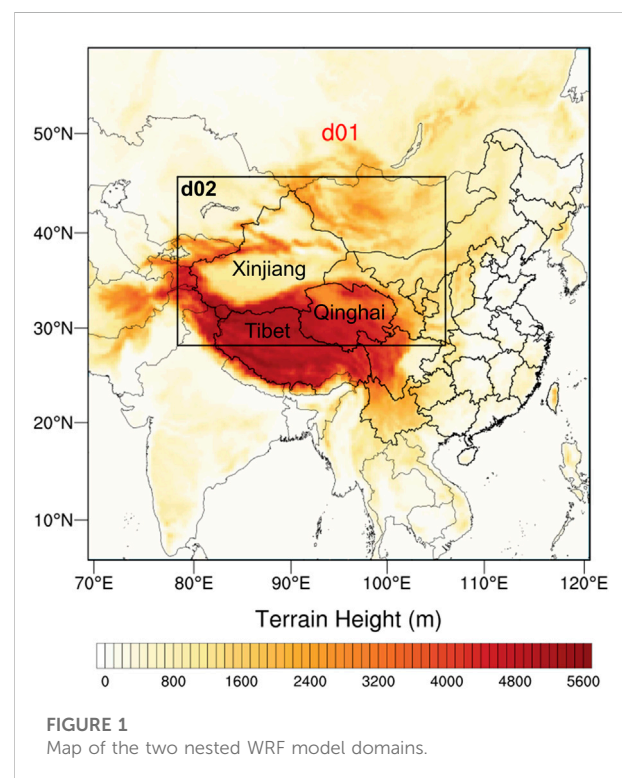 50°N
40°N
30°N
20°N
10°N
d01
d02
Xinjiang
Qinghai
Tibet
70°E 80°E 90°E 100°E 110°E 120°E
Terrain Height (m)
0 800 1600 2400 3200 4000 4800 5600
FIGURE 1
Map of the two nested WRF model domains.